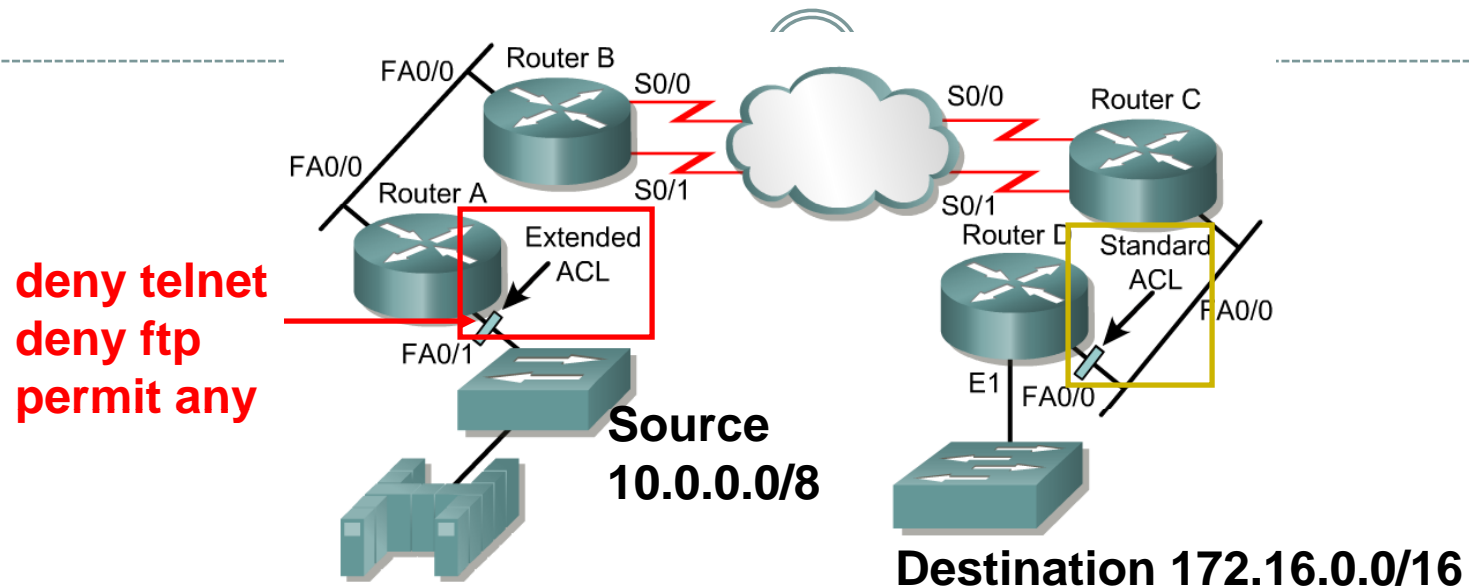 Router B
FA0/0
S0/0
S0/0
Router C
FA0/0
S0/1
S0/1
Router A
Extended
ACL
Router D
Standard
ACL
FA0/0
deny telnet
deny ftp
permit any
FA0/1
E1
FA0/0
Source
10.0.0.0/8
Destination 172.16.0.0/16